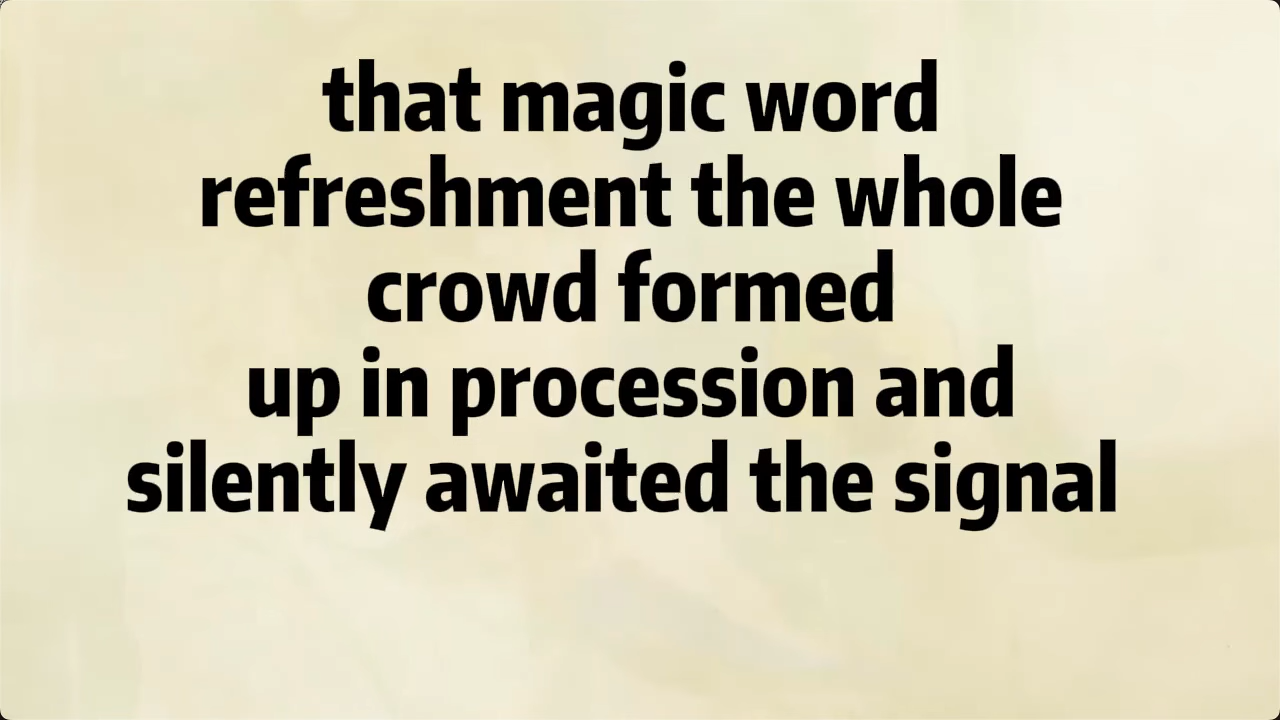 that magic word
refreshment the whole
crowd formed
up in procession and
silently awaited the signal